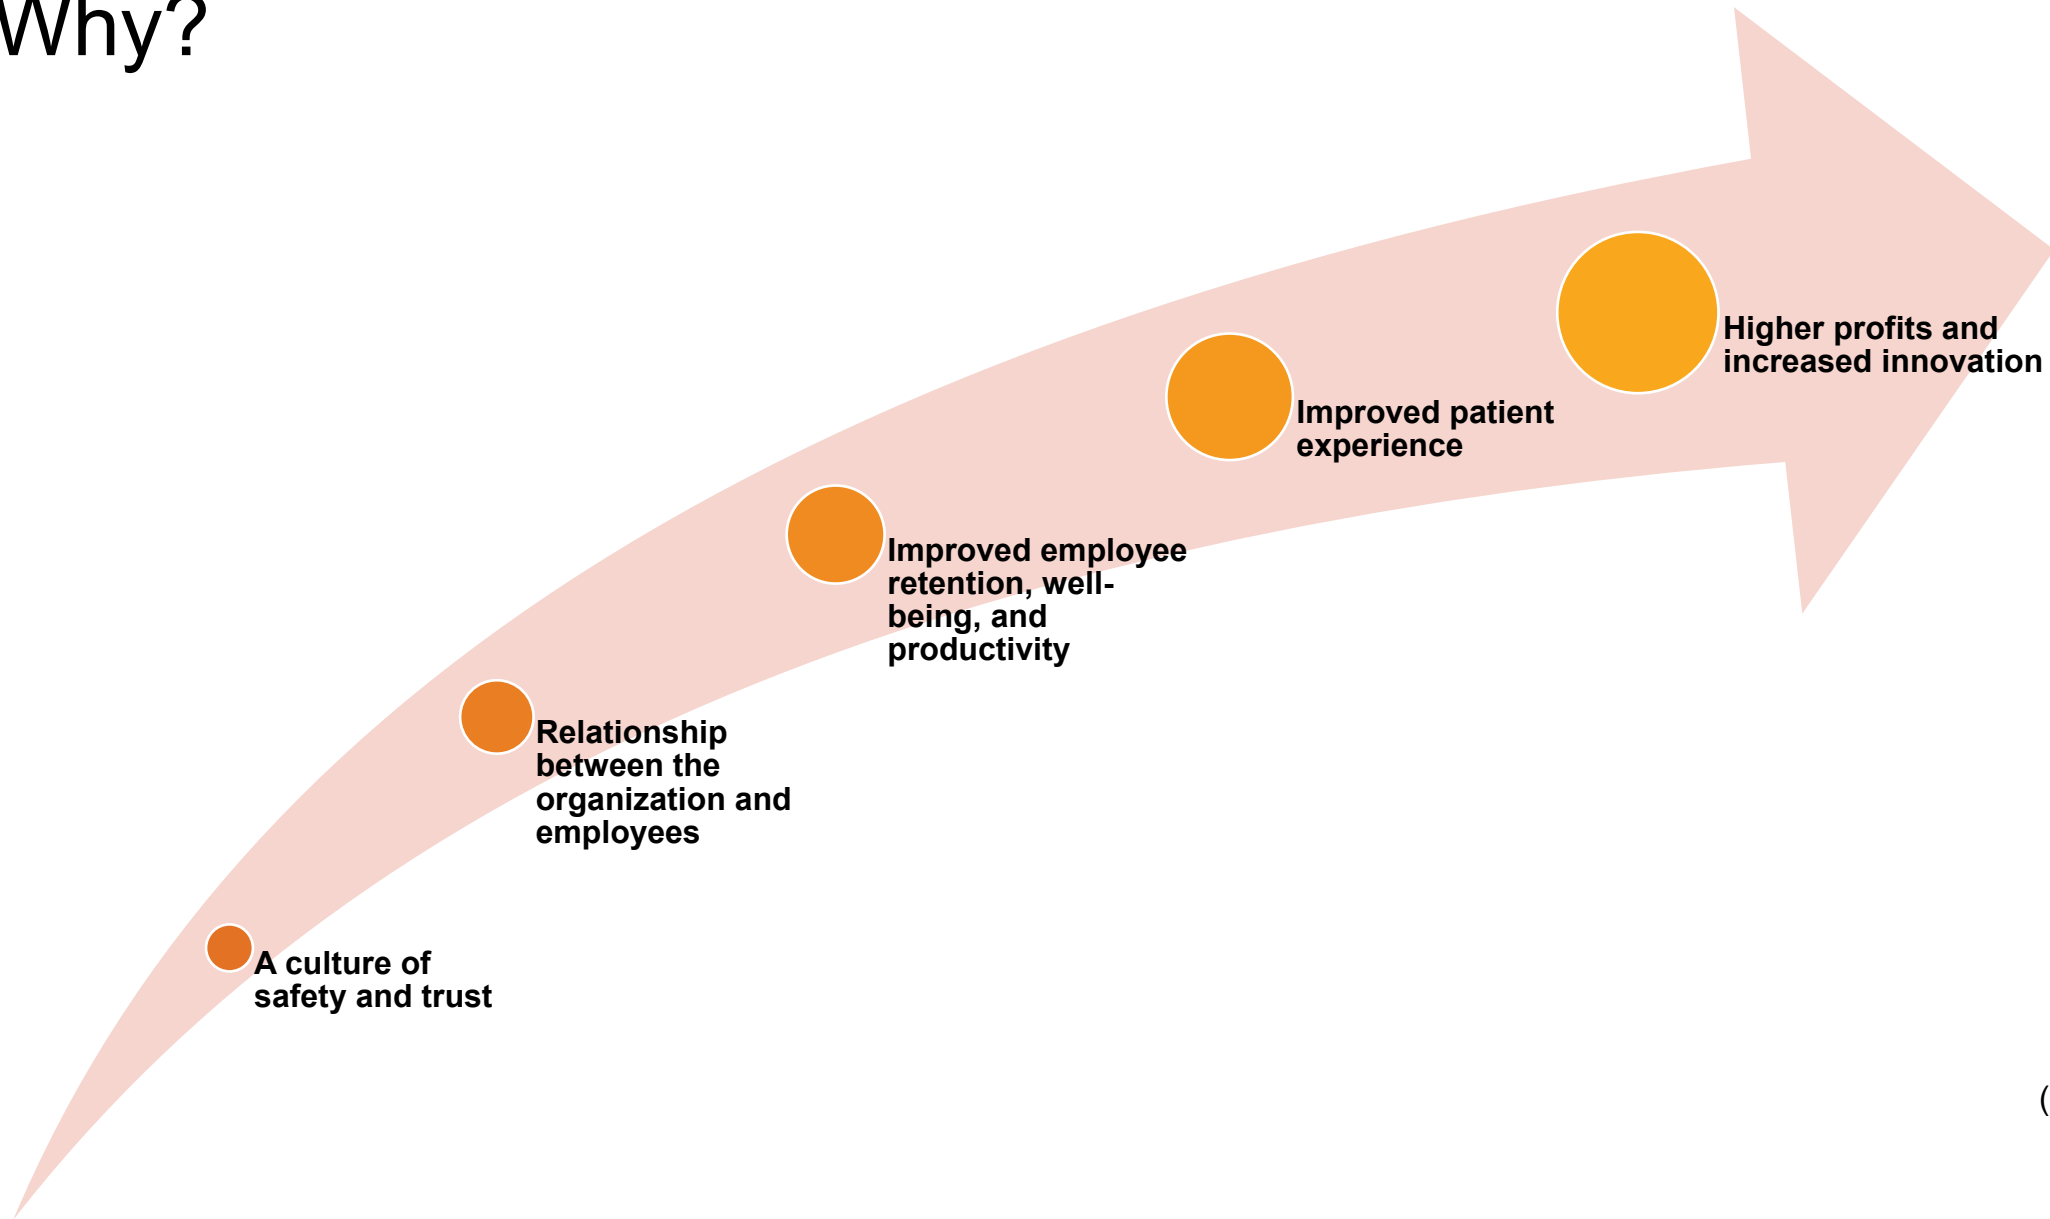 Why?
Higher profits and
increased innovation
Improved patient
experience
Improved employee
retention, well-
being, and
productivity
Relationship
between the
organization and
employees
A culture of
safety and trust
(